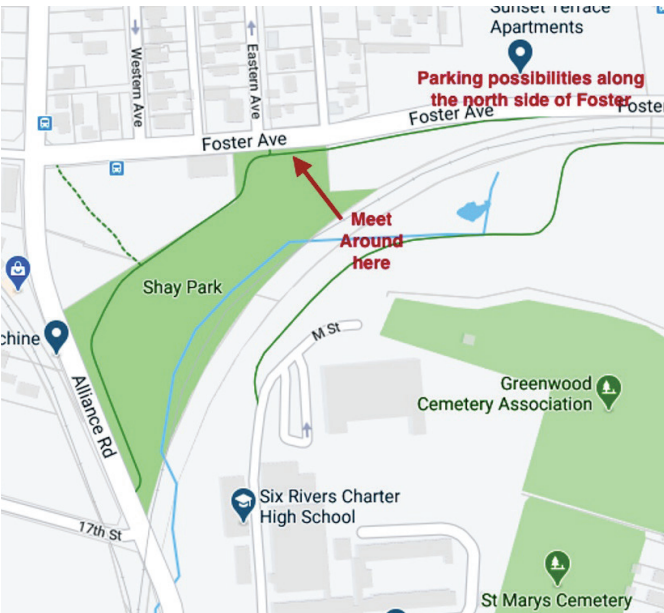 Sunset Terrace
Apartments
Parking possibilities along
the north side of Foster
Western Ave
Eastern Ave
Foster Ave
Foster Ave
Foste
Meet
Around
here
Shay Park
chine
M St
Alliance Rd
Greenwood
Cemetery Association
Six Rivers Charter
High School
17th St
St Marys Cemetery